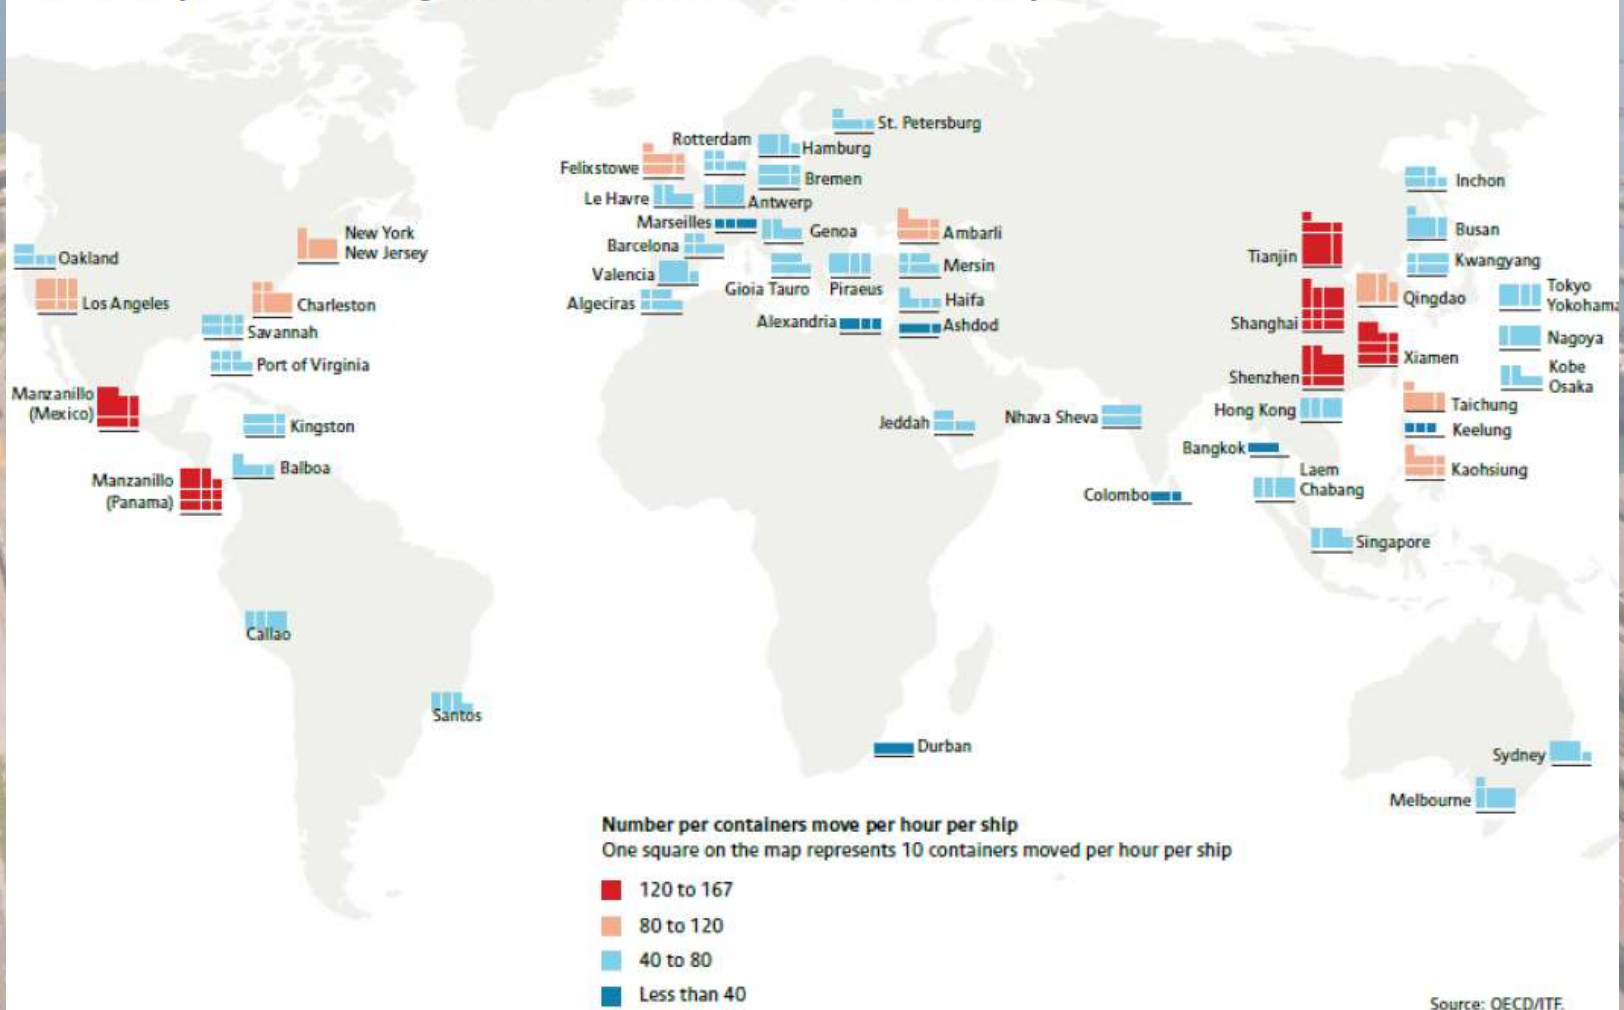 St. Petersburg
Rotterdam
Hamburg
Felixstowe
Bremen
Le Havre
Antwerp
Marseilles
Genoa
Ambarli
Barcelona
Valencia
Gioia Tauro
Piraeus
Mersin
Algeciras
Haifa
Alexandria
Ashdod
New York
New Jersey
Oakland
Los Angeles
Charleston
Savannah
Port of Virginia
Manzanillo
(Mexico)
Kingston
Balboa
Manzanillo
(Panama)
Callao
Santos
Durban
Jeddah
Nhava Sheva
Colombo
Bangkok
Laem
Chabang
Singapore
Tianjin
Shanghai
Shenzhen
Hong Kong
Inchon
Busan
Kwangyang
Qingdao
Tokyo
Yokohama
Nagoya
Xiamen
Kobe
Osaka
Taichung
Keelung
Kaohsiung
Sydney
Melbourne
Number per containers move per hour per ship
One square on the map represents 10 containers moved per hour per ship
120 to 167
80 to 120
40 to 80
Less than 40
Source: OECD/ITF.